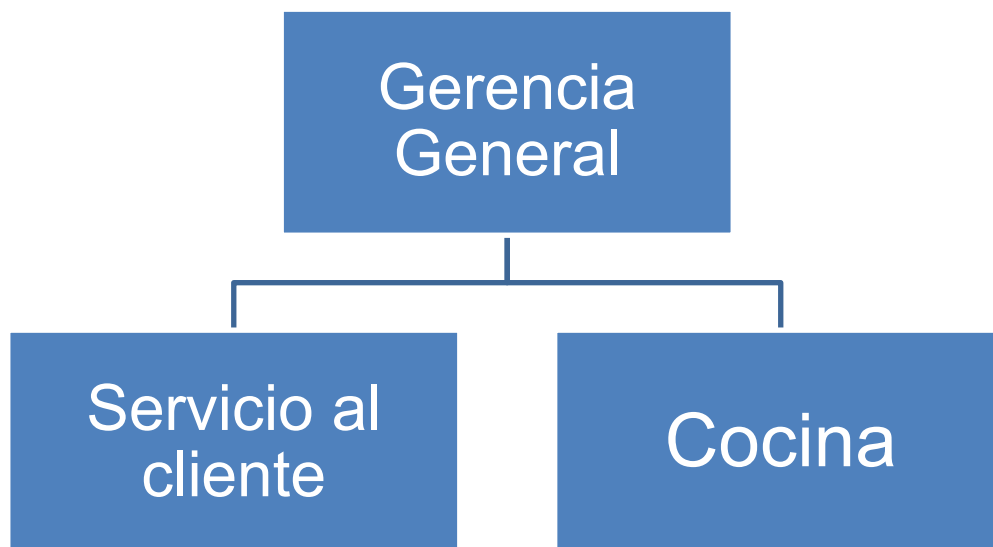 Gerencia
General
Servicio al
cliente
Cocina